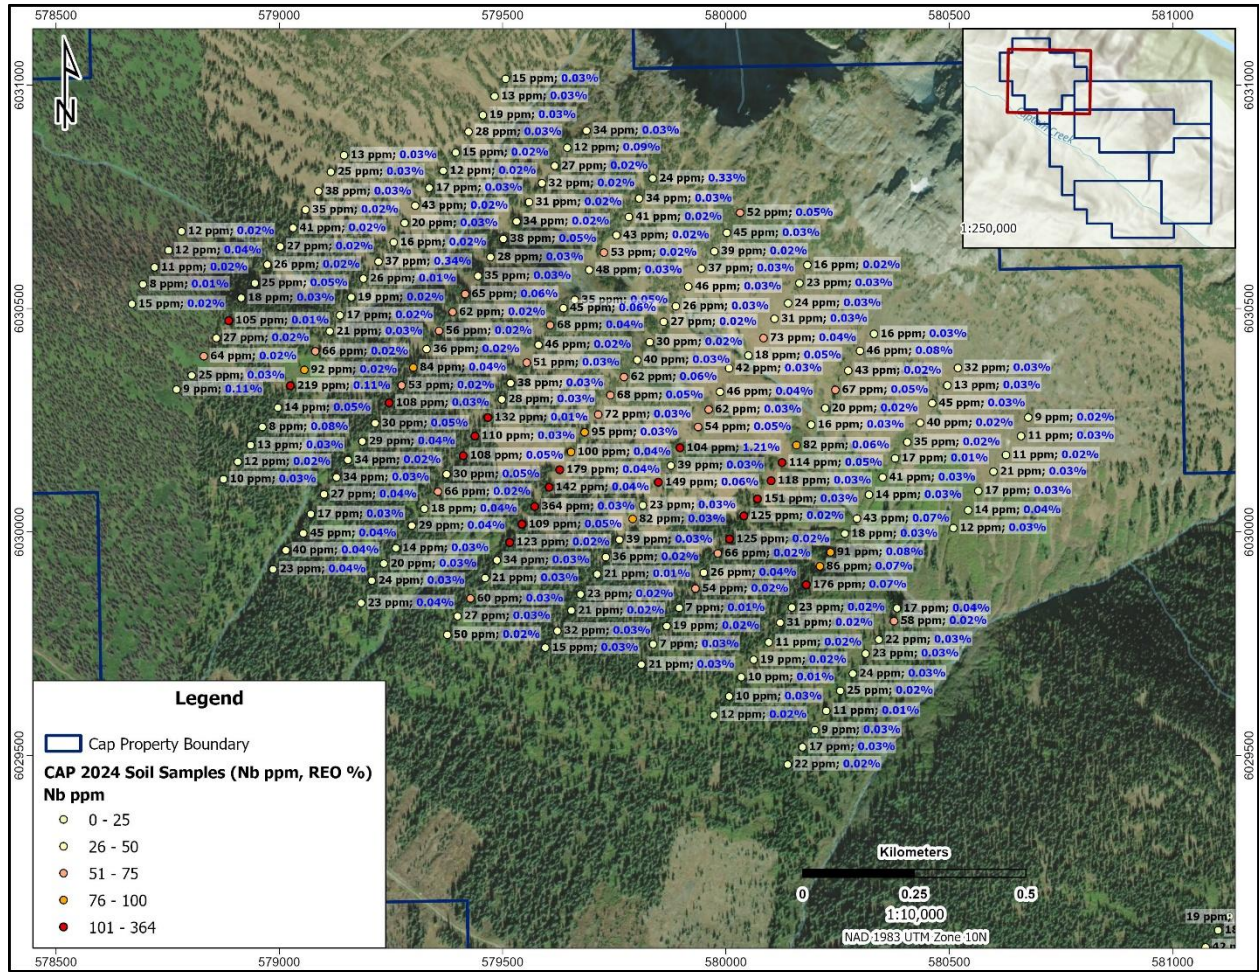 578500 579000 579500 580000 580500 581000
6031000
6030500
6030000
6029500
N
15 ppm; 0.03%
13 ppm; 0.03%
19 ppm; 0.03%
28 ppm; 0.03%
34 ppm; 0.03%
12 ppm; 0.09%
13 ppm; 0.03%
15 ppm; 0.02%
27 ppm; 0.02%
25 ppm; 0.03%
12 ppm; 0.02%
32 ppm; 0.02%
24 ppm; 0.33%
38 ppm; 0.03%
17 ppm; 0.03%
31 ppm; 0.02%
34 ppm; 0.03%
35 ppm; 0.02%
43 ppm; 0.02%
34 ppm; 0.02%
41 ppm; 0.02%
52 ppm; 0.05%
12 ppm; 0.02%
41 ppm; 0.02%
20 ppm; 0.03%
38 ppm; 0.05%
43 ppm; 0.02%
45 ppm; 0.03%
12 ppm; 0.04%
27 ppm; 0.02%
16 ppm; 0.02%
28 ppm; 0.03%
53 ppm; 0.02%
39 ppm; 0.02%
11 ppm; 0.02%
26 ppm; 0.02%
37 ppm; 0.34%
48 ppm; 0.03%
37 ppm; 0.03%
16 ppm; 0.02%
8 ppm; 0.01%
25 ppm; 0.05%
26 ppm; 0.01%
35 ppm; 0.03%
46 ppm; 0.03%
23 ppm; 0.03%
15 ppm; 0.02%
18 ppm; 0.03%
19 ppm; 0.02%
65 ppm; 0.06%
35 ppm; 0.05%
45 ppm; 0.06%
26 ppm; 0.03%
24 ppm; 0.03%
105 ppm; 0.01%
17 ppm; 0.02%
62 ppm; 0.02%
68 ppm; 0.04%
27 ppm; 0.02%
31 ppm; 0.03%
27 ppm; 0.02%
21 ppm; 0.03%
56 ppm; 0.02%
46 ppm; 0.02%
30 ppm; 0.02%
73 ppm; 0.04%
16 ppm; 0.03%
64 ppm; 0.02%
66 ppm; 0.02%
36 ppm; 0.02%
51 ppm; 0.03%
40 ppm; 0.03%
18 ppm; 0.05%
46 ppm; 0.08%
25 ppm; 0.03%
92 ppm; 0.02%
84 ppm; 0.04%
62 ppm; 0.06%
42 ppm; 0.03%
43 ppm; 0.02%
32 ppm; 0.03%
9 ppm; 0.11%
219 ppm; 0.11%
53 ppm; 0.02%
38 ppm; 0.03%
68 ppm; 0.05%
46 ppm; 0.04%
67 ppm; 0.05%
13 ppm; 0.03%
14 ppm; 0.05%
108 ppm; 0.03%
28 ppm; 0.03%
72 ppm; 0.03%
62 ppm; 0.03%
20 ppm; 0.02%
45 ppm; 0.03%
8 ppm; 0.08%
30 ppm; 0.05%
132 ppm; 0.01%
95 ppm; 0.03%
54 ppm; 0.05%
16 ppm; 0.03%
40 ppm; 0.02%
9 ppm; 0.02%
13 ppm; 0.03%
29 ppm; 0.04%
110 ppm; 0.03%
100 ppm; 0.04%
104 ppm; 1.21%
82 ppm; 0.06%
35 ppm; 0.02%
11 ppm; 0.03%
12 ppm; 0.02%
34 ppm; 0.02%
108 ppm; 0.05%
179 ppm; 0.04%
39 ppm; 0.03%
114 ppm; 0.05%
17 ppm; 0.01%
11 ppm; 0.02%
10 ppm; 0.03%
34 ppm; 0.03%
30 ppm; 0.05%
142 ppm; 0.04%
149 ppm; 0.06%
118 ppm; 0.03%
41 ppm; 0.03%
21 ppm; 0.03%
27 ppm; 0.04%
66 ppm; 0.02%
364 ppm; 0.03%
23 ppm; 0.03%
151 ppm; 0.03%
14 ppm; 0.03%
17 ppm; 0.03%
17 ppm; 0.03%
18 ppm; 0.04%
109 ppm; 0.05%
82 ppm; 0.03%
125 ppm; 0.02%
43 ppm; 0.07%
14 ppm; 0.04%
45 ppm; 0.04%
29 ppm; 0.04%
123 ppm; 0.02%
39 ppm; 0.03%
125 ppm; 0.02%
18 ppm; 0.03%
12 ppm; 0.03%
40 ppm; 0.04%
14 ppm; 0.03%
34 ppm; 0.03%
36 ppm; 0.02%
66 ppm; 0.02%
91 ppm; 0.08%
23 ppm; 0.04%
20 ppm; 0.03%
21 ppm; 0.03%
21 ppm; 0.01%
26 ppm; 0.04%
86 ppm; 0.07%
24 ppm; 0.03%
60 ppm; 0.03%
23 ppm; 0.02%
54 ppm; 0.02%
176 ppm; 0.07%
23 ppm; 0.04%
27 ppm; 0.03%
21 ppm; 0.02%
7 ppm; 0.01%
23 ppm; 0.02%
17 ppm; 0.04%
50 ppm; 0.02%
32 ppm; 0.03%
19 ppm; 0.02%
31 ppm; 0.02%
58 ppm; 0.02%
15 ppm; 0.03%
7 ppm; 0.03%
11 ppm; 0.02%
22 ppm; 0.03%
21 ppm; 0.03%
19 ppm; 0.02%
23 ppm; 0.03%
10 ppm; 0.01%
24 ppm; 0.03%
10 ppm; 0.03%
25 ppm; 0.02%
12 ppm; 0.02%
11 ppm; 0.01%
9 ppm; 0.03%
17 ppm; 0.03%
22 ppm; 0.02%
19 ppm;
Creek
1:250,000
Legend
Cap Property Boundary
CAP 2024 Soil Samples (Nb ppm, REO %)
Nb ppm
0 - 25
26 - 50
51 - 75
76 - 100
101 - 364
Kilometers
0 0.25 0.5
1:10,000
NAD 1983 UTM Zone 10N
6031000
6030500
6030000
6029500
578500 579000 579500 580000 580500 581000